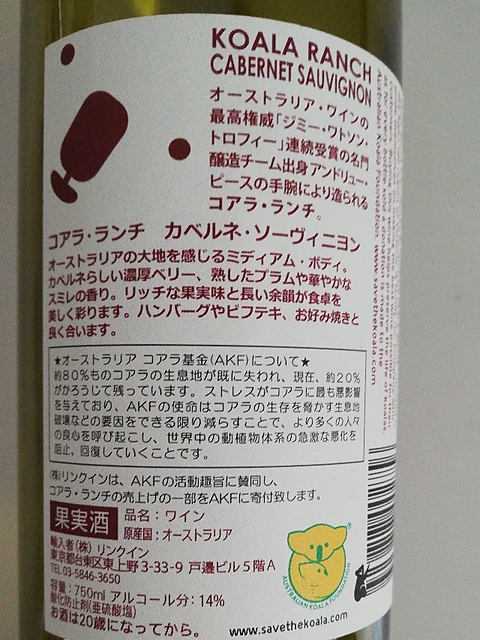 KOALA RANCH
CABERNET SAUVIGNON
オーストラリア・ワインの
最高権威「ジミー・ワトソン・
トロフィー」連続受賞の名門
醸造チーム出身アンドリュー・
ピースの手腕により造られる
コアラ・ランチ。
コアラ・ランチ　カベルネ・ソーヴィニヨン
オーストラリアの大地を感じるミディアム・ボディ。
カベルネらしい濃厚ベリー、熟したプラムや華やかな
スミレの香り。リッチな果実味と長い余韻が食卓を
美しく彩ります。ハンバーグやビフテキ、お好み焼きと
良く合います。
★オーストラリア コアラ基金(AKF)について★
約80%ものコアラの生息地が既に失われ、現在、約20%
がかろうじて残っています。ストレスがコアラに最も悪影響
を与えており、AKFの使命はコアラの生存を脅かす生息地
破壊などの要因をできる限り減らすことで、より多くの人々
の良心を呼び起こし、世界中の動植物体系の急激な悪化を
阻止、回復していくことです。
(株)リンクインは、AKFの活動趣旨に賛同し、
コアラ・ランチの売上げの一部をAKFに寄付致します。
果実酒
品名：ワイン
原産国：オーストラリア
輸入者(株) リンクイン
東京都台東区東上野3-33-9 戸邉ビル5階A
TEL 03-5846-3650
容量：750ml アルコール分：14%
酸化防止剤(亜硫酸塩)
お酒は20歳になってから。
AUSTRALIAN KOALA FOUNDATION
®
www.savethekoala.com
Australian Koala Foundation www.savethekoala.com